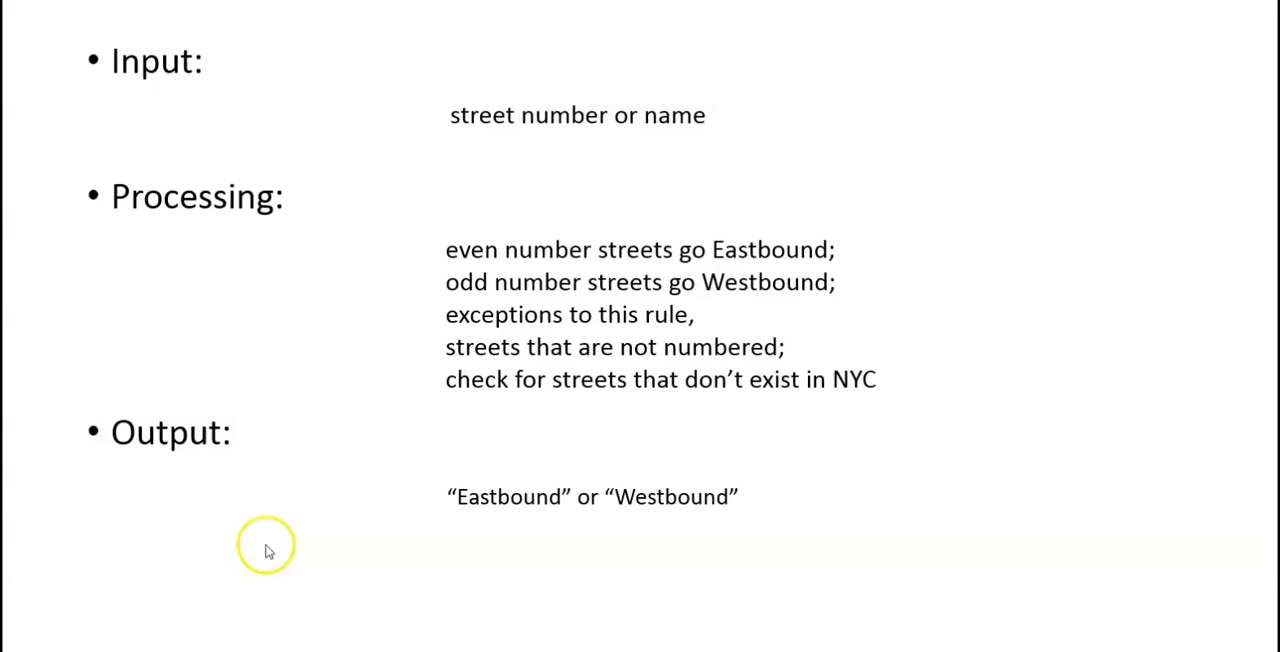 • Input:
street number or name
• Processing:
even number streets go Eastbound;
odd number streets go Westbound;
exceptions to this rule,
streets that are not numbered;
check for streets that don’t exist in NYC
• Output:
“Eastbound” or “Westbound”